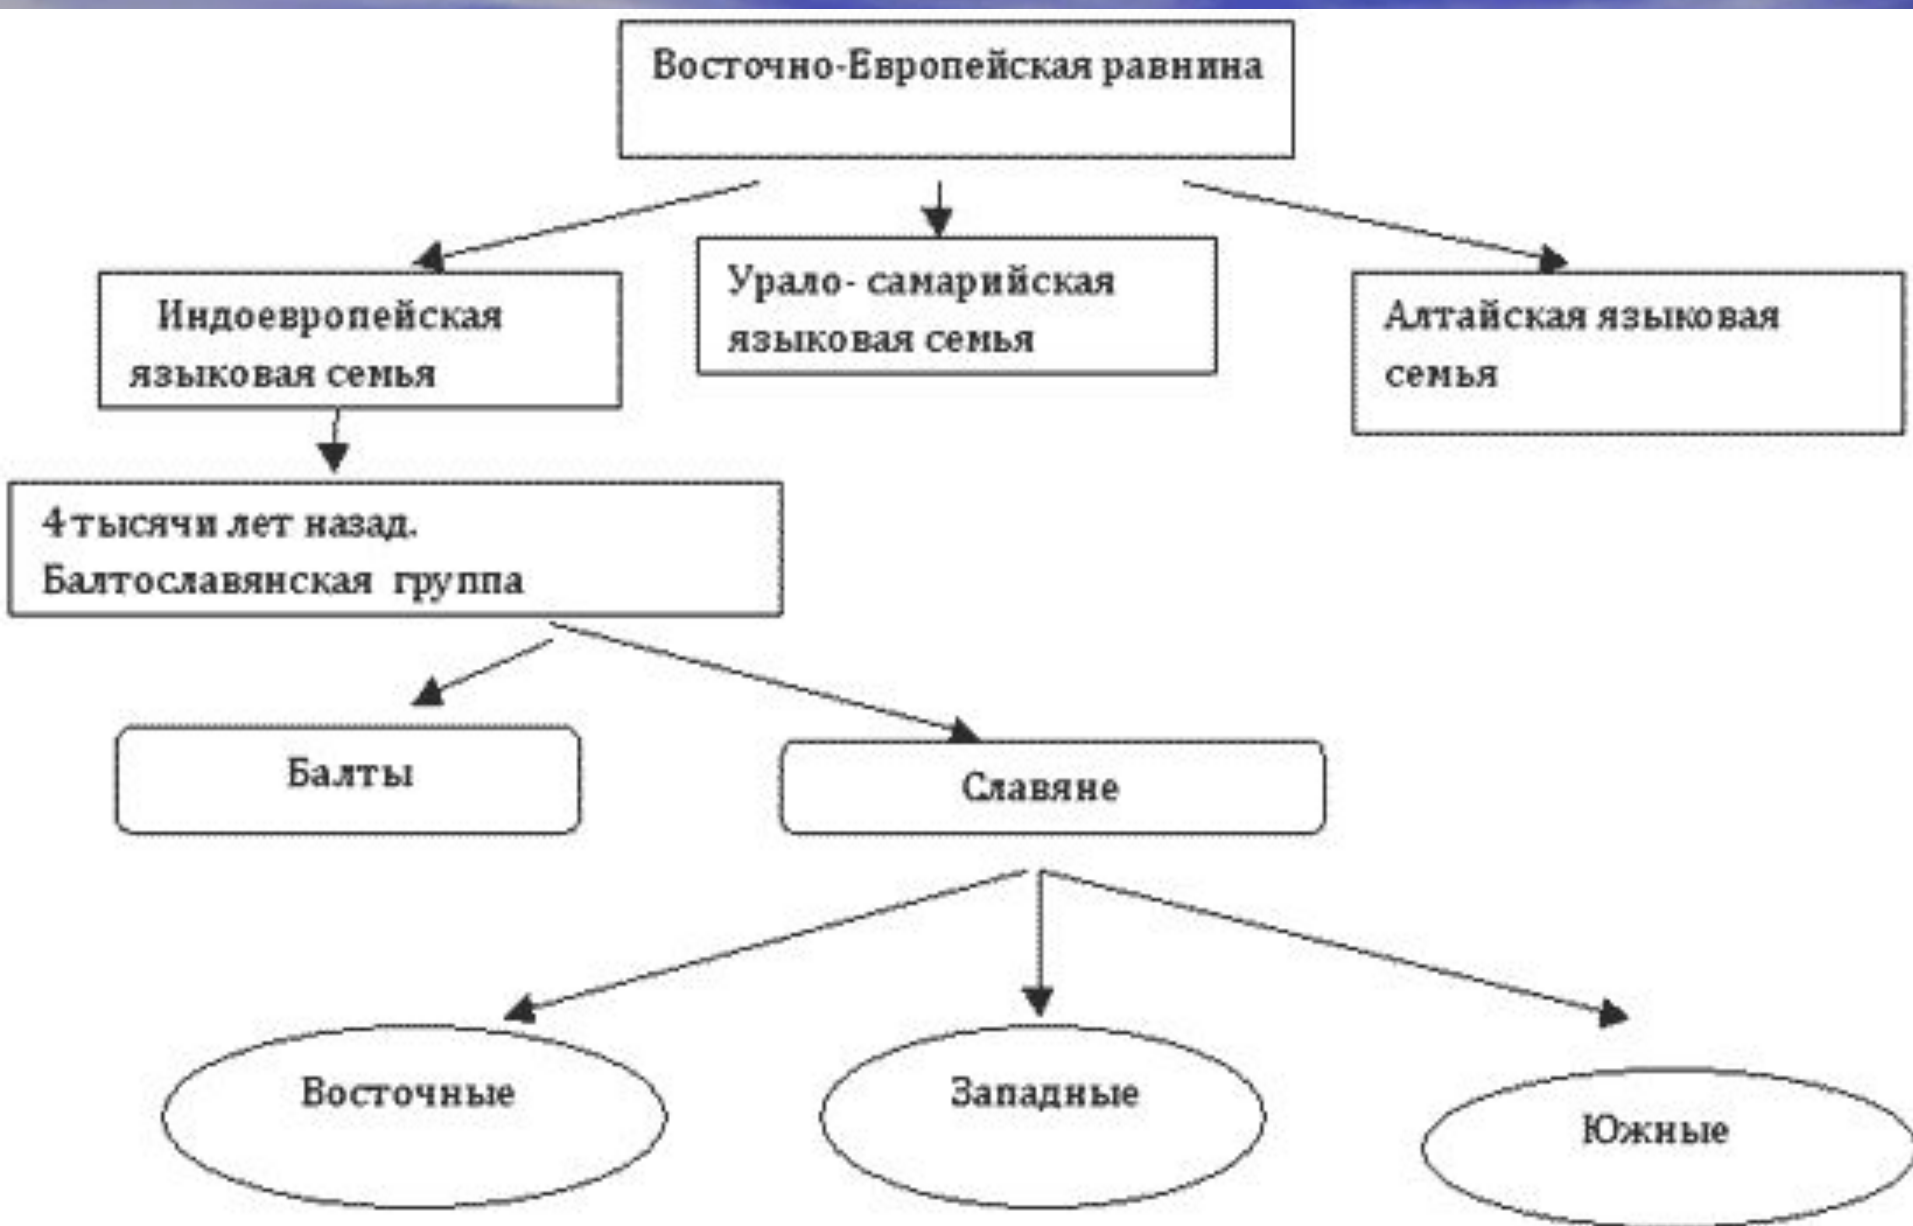 Восточно-Европейская равнина
Индоевропейская
языковая семья
Урало- самарийская
языковая семья
Алтайская языковая
семья
4 тысячи лет назад.
Балтославянская группа
Балты
Славяне
Восточные
Западные
Южные